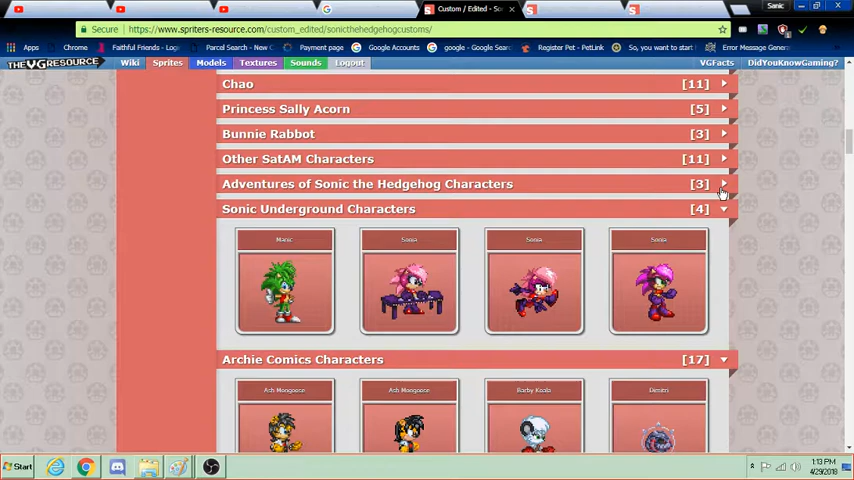 Custom / Edited - So
Sanic
Secure
https://www.spriters-resource.com/custom_edited/sonicthehedgehogcustoms/
Apps
Chrome
Faithful Friends - Log
Parcel Search - New C
Payment page
Google Accounts
google - Google Sear
Register Pet - PetLink
So, you want to start
Error Message Gener
THE VG RESOURCE
Wiki
Sprites
Models
Textures
Sounds
Logout
VGFacts
DidYouKnowGaming?
Chao [11]
Princess Sally Acorn [5]
Bunnie Rabbot [3]
Other SatAM Characters [11]
Adventures of Sonic the Hedgehog Characters [3]
Sonic Underground Characters [4]
Manic
Sonia
Sonia
Sonia
Archie Comics Characters [17]
Ash Mongoose
Ash Mongoose
Barby Koala
Dimitri
Start
1:13 PM
4/29/2018